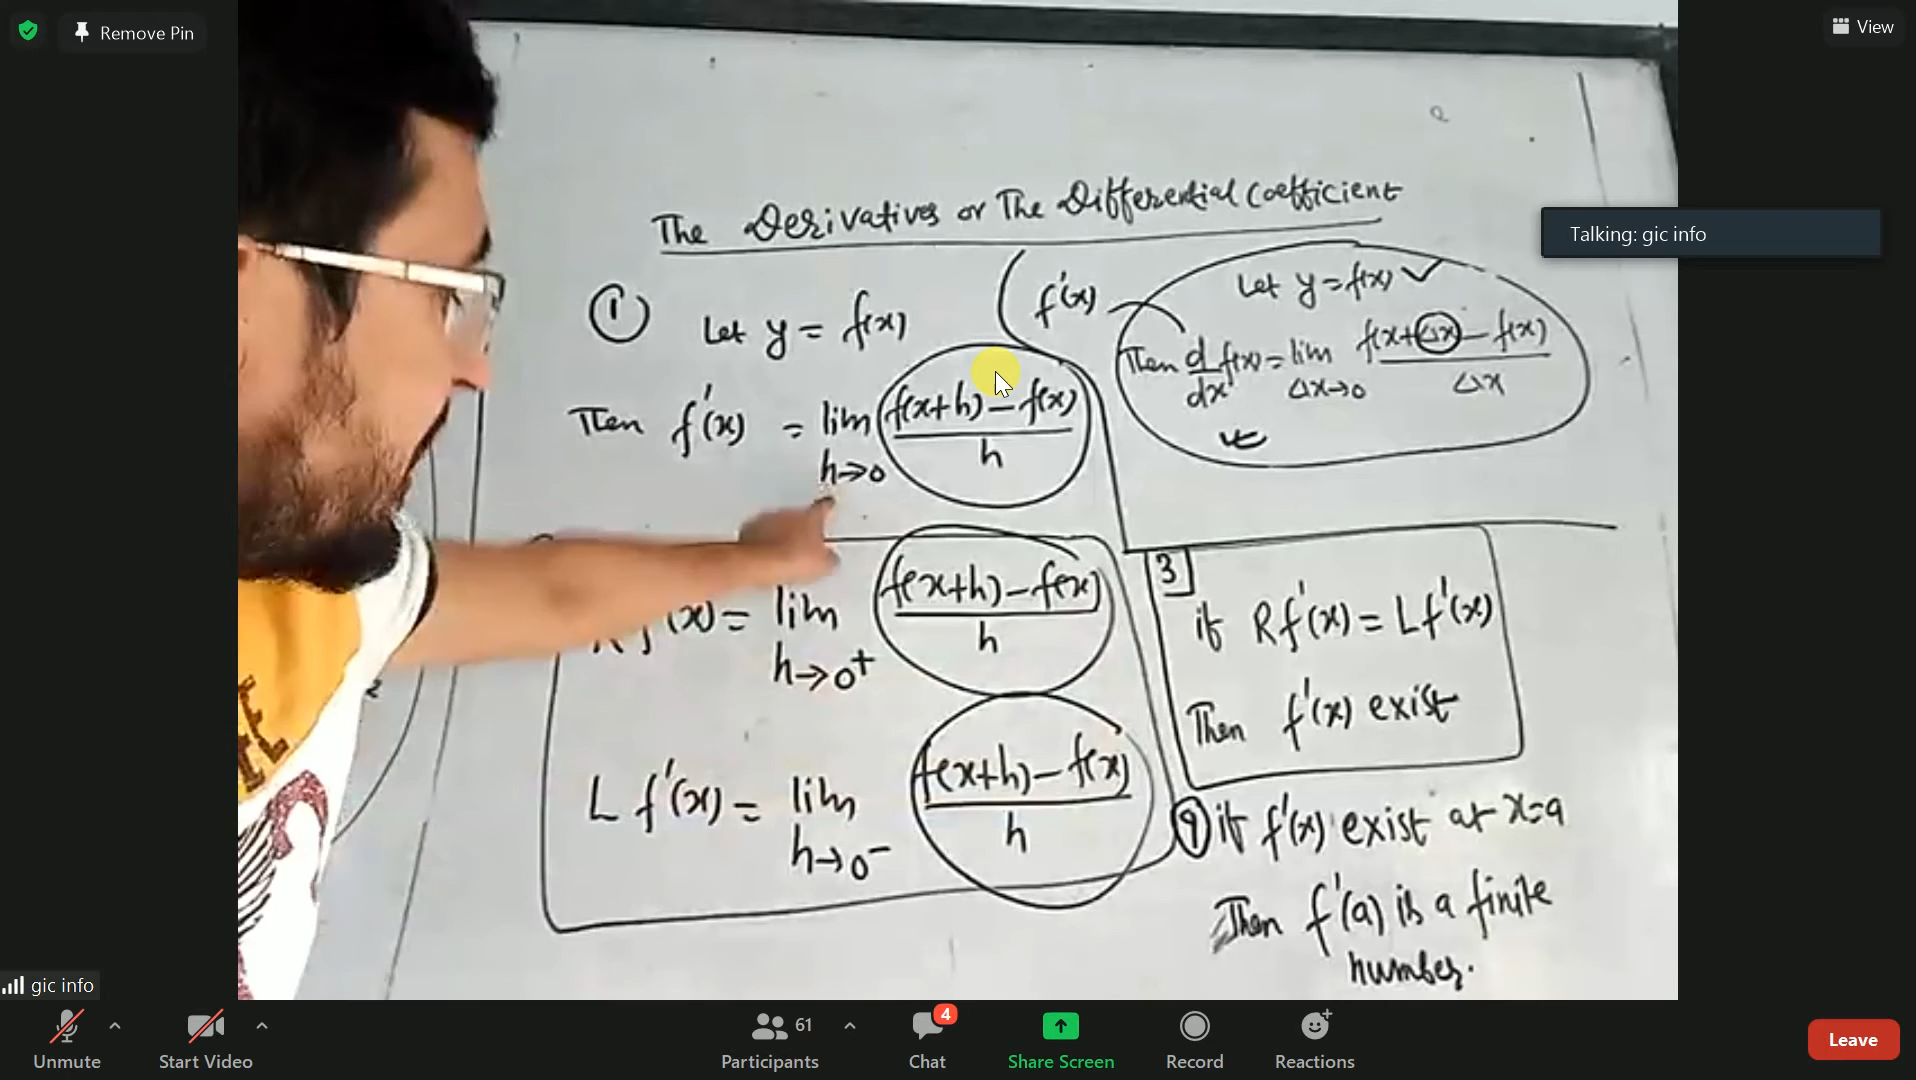 Remove Pin
View
Talking: gic info
The Derivatives or The Differential Coefficient
① Let y = f(x)
Then f'(x) = lim f(x+h) – f(x)
h→0 h
f'(x)
Let y = f(x) ✓
Then d f(x) = lim f(x+Δx) – f(x)
dx Δx→0 Δx
f'(x) = lim f(x+h) – f(x)
h→0+ h
L f'(x) = lim f(x+h) – f(x)
h→0– h
3
if Rf'(x) = Lf'(x)
Then f'(x) exist
if f'(x) exist at x=a
Then f'(a) is a finite
number.
gic info
Unmute
Start Video
61
Participants
4
Chat
Share Screen
Record
Reactions
Leave